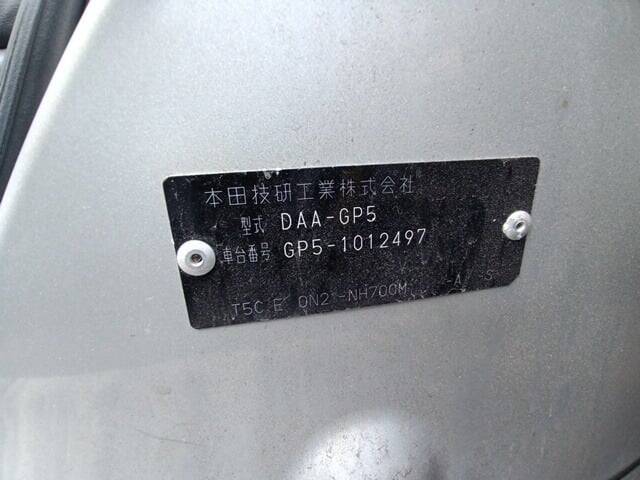 本田技研工業株式会社
型式 DAA-GP5
車台番号 GP5-1012497
T5C E 0N2 -NH700M -A -S